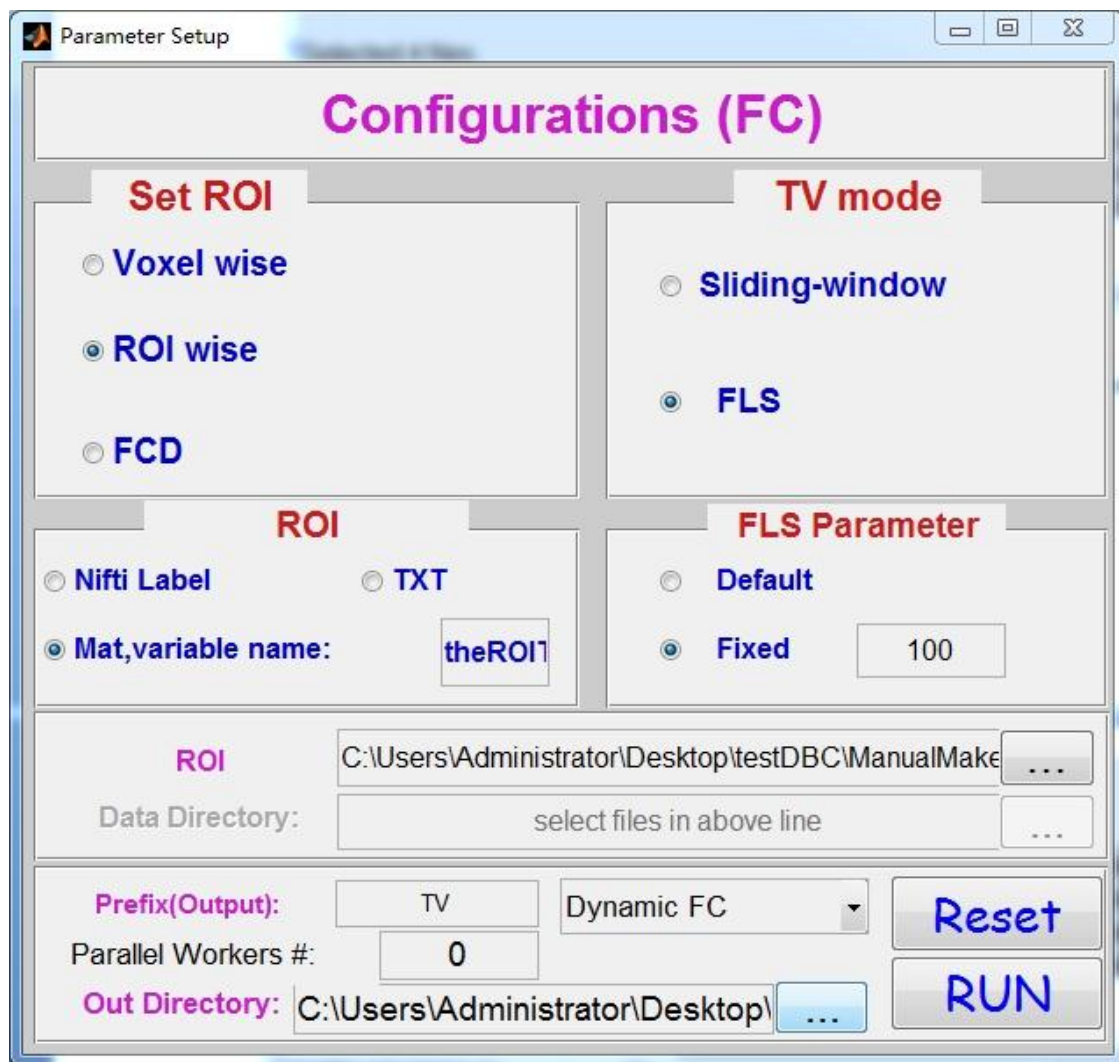 Parameter Setup
Configurations (FC)
Set ROI
Voxel wise
ROI wise
FCD
TV mode
Sliding-window
FLS
ROI
Nifti Label
TXT
Mat,variable name:
FLS Parameter
Default
Fixed
100
ROI
C:\Users\Administrator\Desktop\testDBC\ManualMake
...
Data Directory:
select files in above line
...
Prefix(Output):
TV
Dynamic FC
Reset
Parallel Workers #:
0
Out Directory:
C:\Users\Administrator\Desktop\
...
RUN